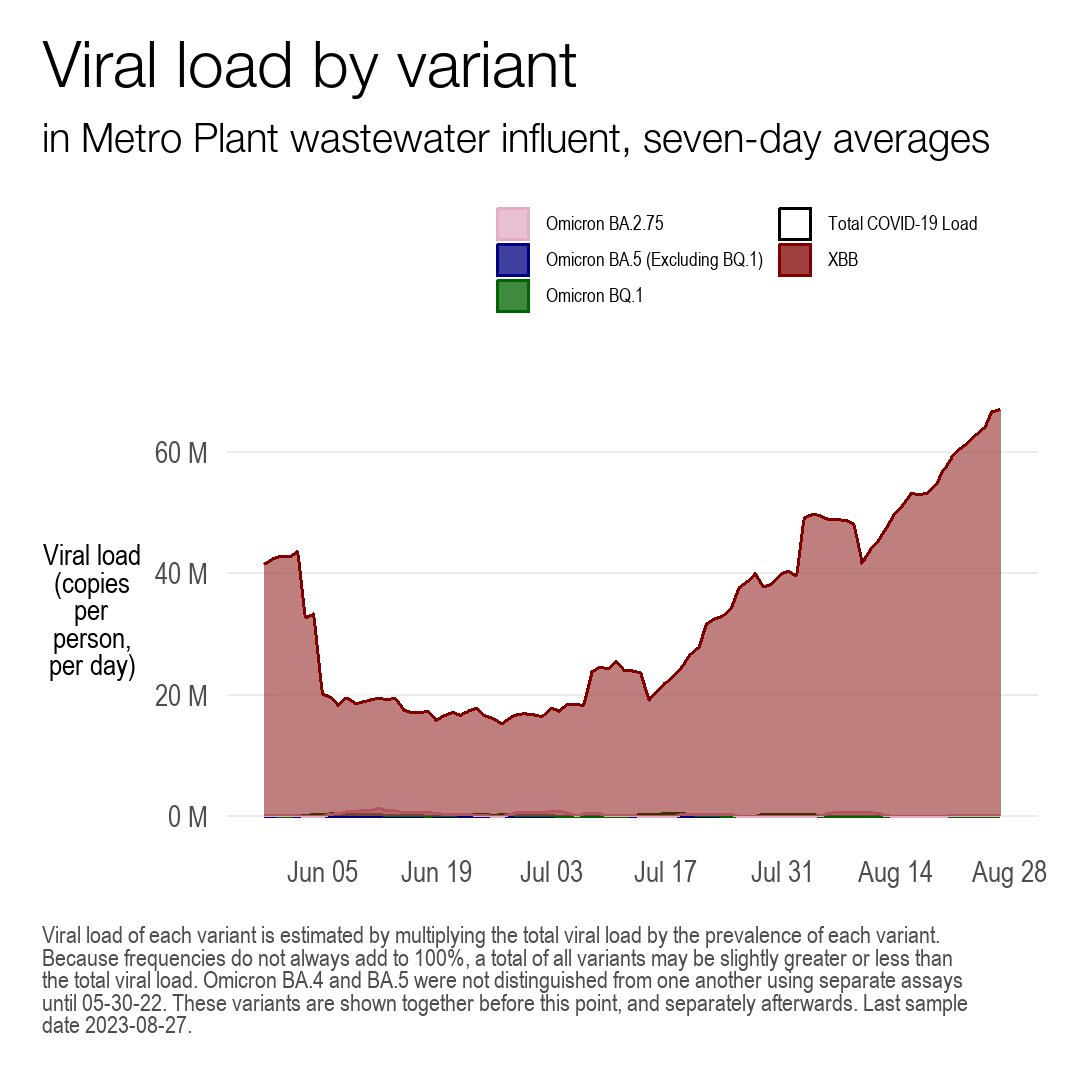 Viral load by variant
in Metro Plant wastewater influent, seven-day averages
Omicron BA.2.75
Omicron BA.5 (Excluding BQ.1)
Omicron BQ.1
Total COVID-19 Load
XBB
60 M
40 M
20 M
0 M
Viral load
(copies
per
person,
per day)
Jun 05
Jun 19
Jul 03
Jul 17
Jul 31
Aug 14
Aug 28
Viral load of each variant is estimated by multiplying the total viral load by the prevalence of each variant.
Because frequencies do not always add to 100%, a total of all variants may be slightly greater or less than
the total viral load. Omicron BA.4 and BA.5 were not distinguished from one another using separate assays
until 05-30-22. These variants are shown together before this point, and separately afterwards. Last sample
date 2023-08-27.